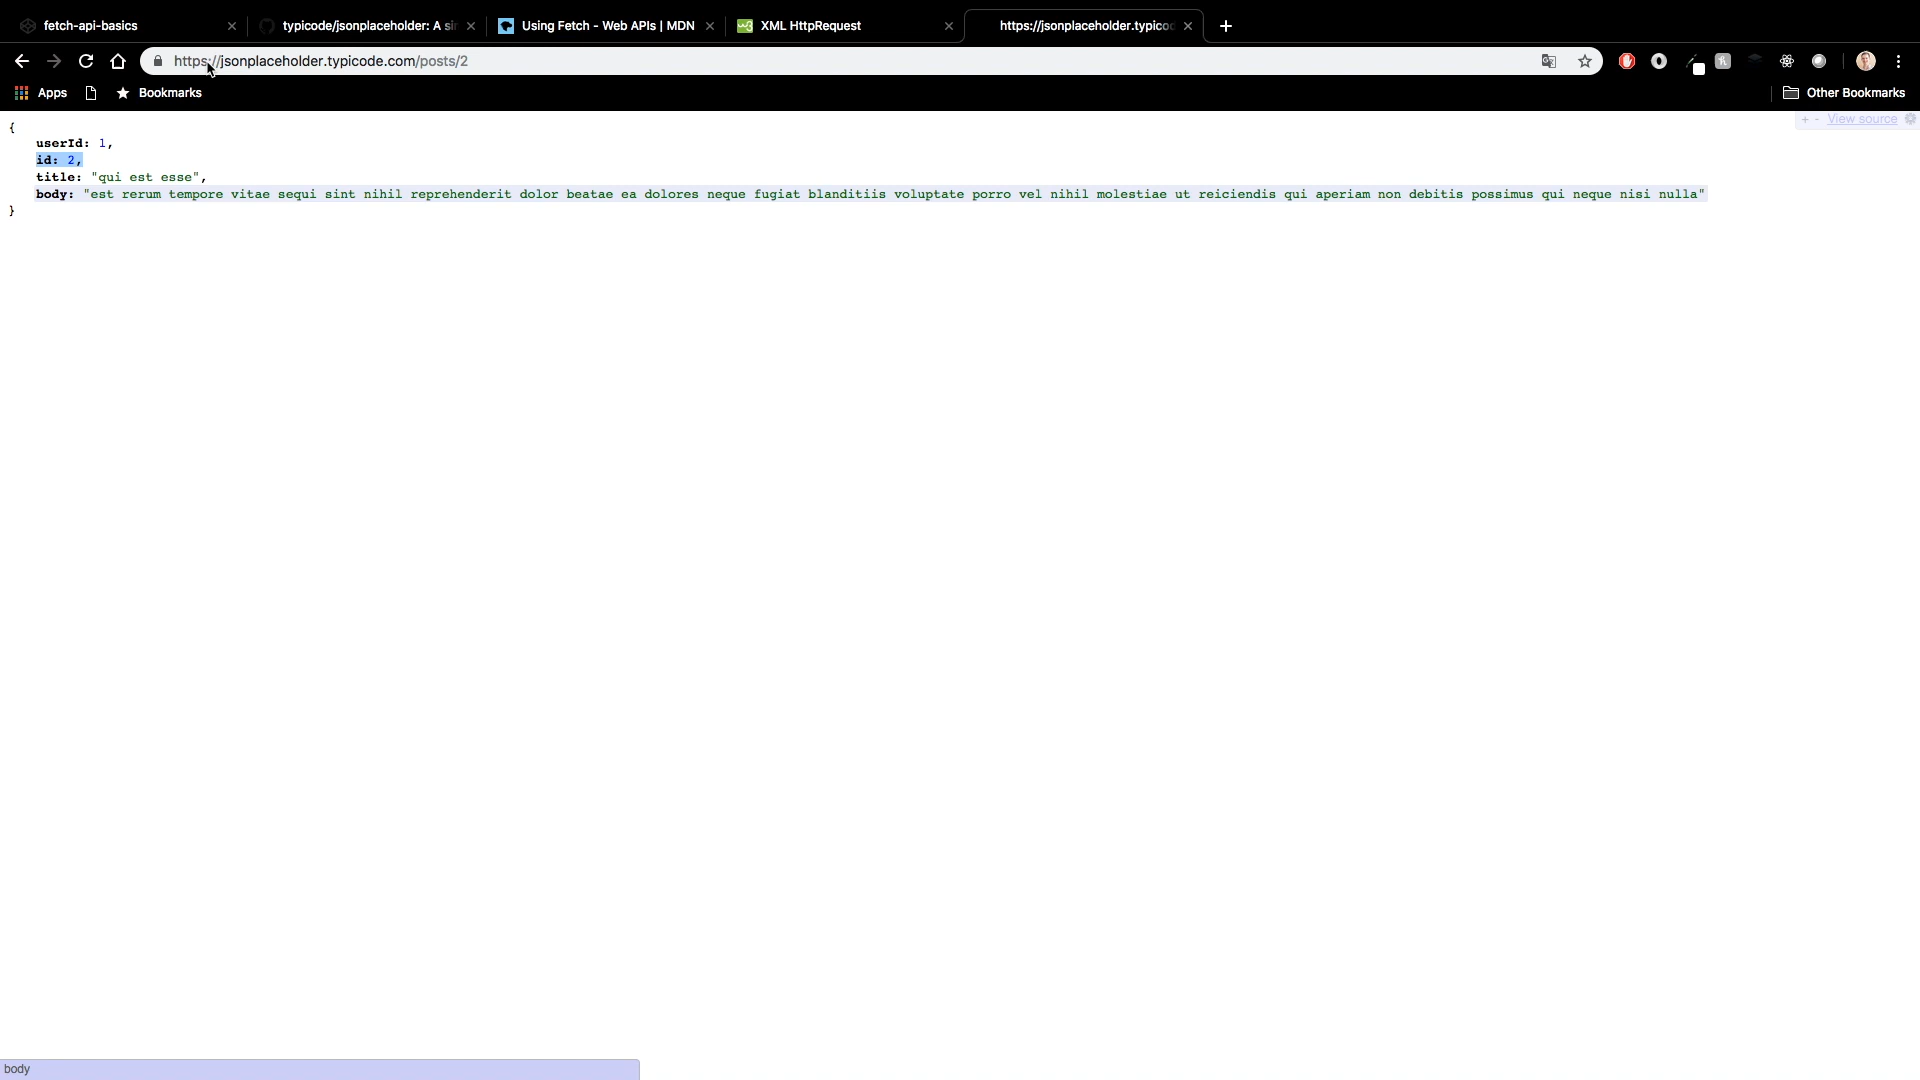 fetch-api-basics
typicode/jsonplaceholder: A si
Using Fetch - Web APIs | MDN
XML HttpRequest
https://jsonplaceholder.typico
https://jsonplaceholder.typicode.com/posts/2
Apps
Bookmarks
Other Bookmarks
+ - View source
{
userId: 1,
id: 2,
title: "qui est esse",
body: "est rerum tempore vitae sequi sint nihil reprehenderit dolor beatae ea dolores neque fugiat blanditiis voluptate porro vel nihil molestiae ut reiciendis qui aperiam non debitis possimus qui neque nisi nulla"
}
body